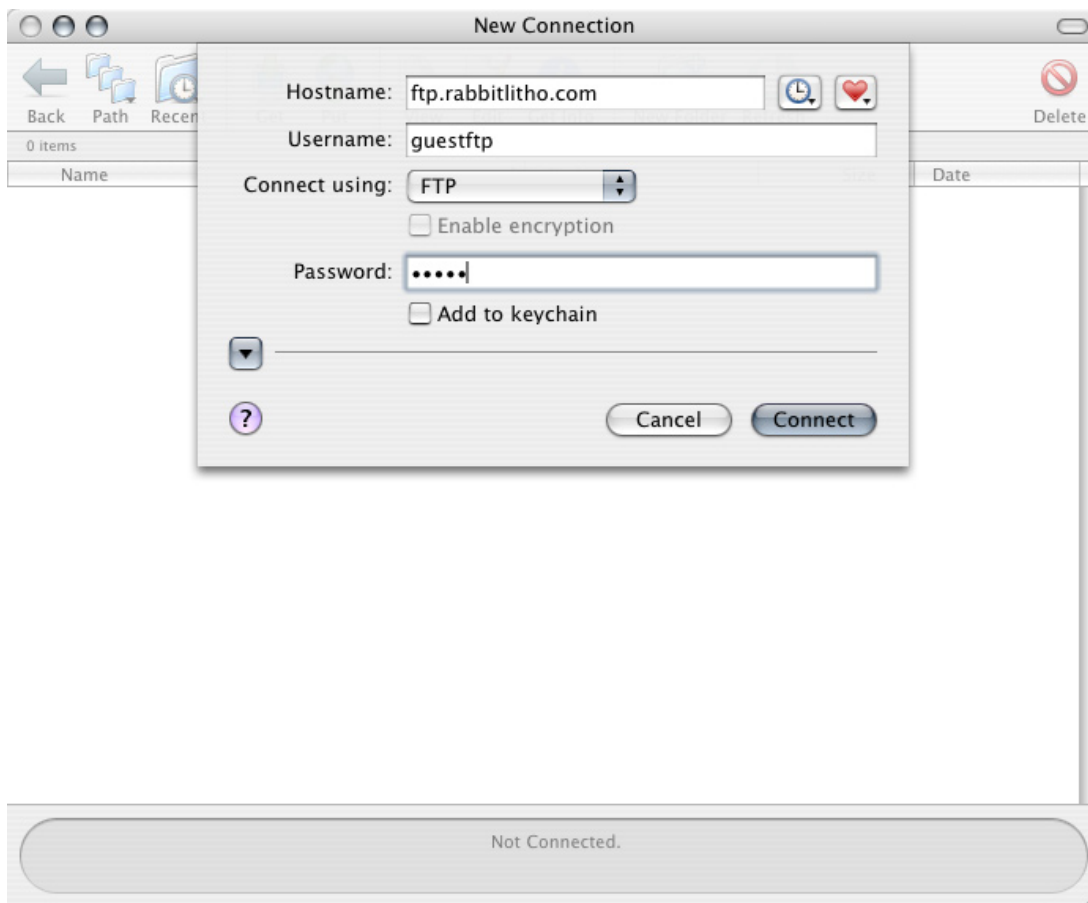 New Connection
Back Path Recen
Delete
0 items
Name Size Date
Hostname: ftp.rabbitlitho.com
Username: guestftp
Connect using: FTP
Enable encryption
Password: •••••
Add to keychain
?
Cancel Connect
Not Connected.